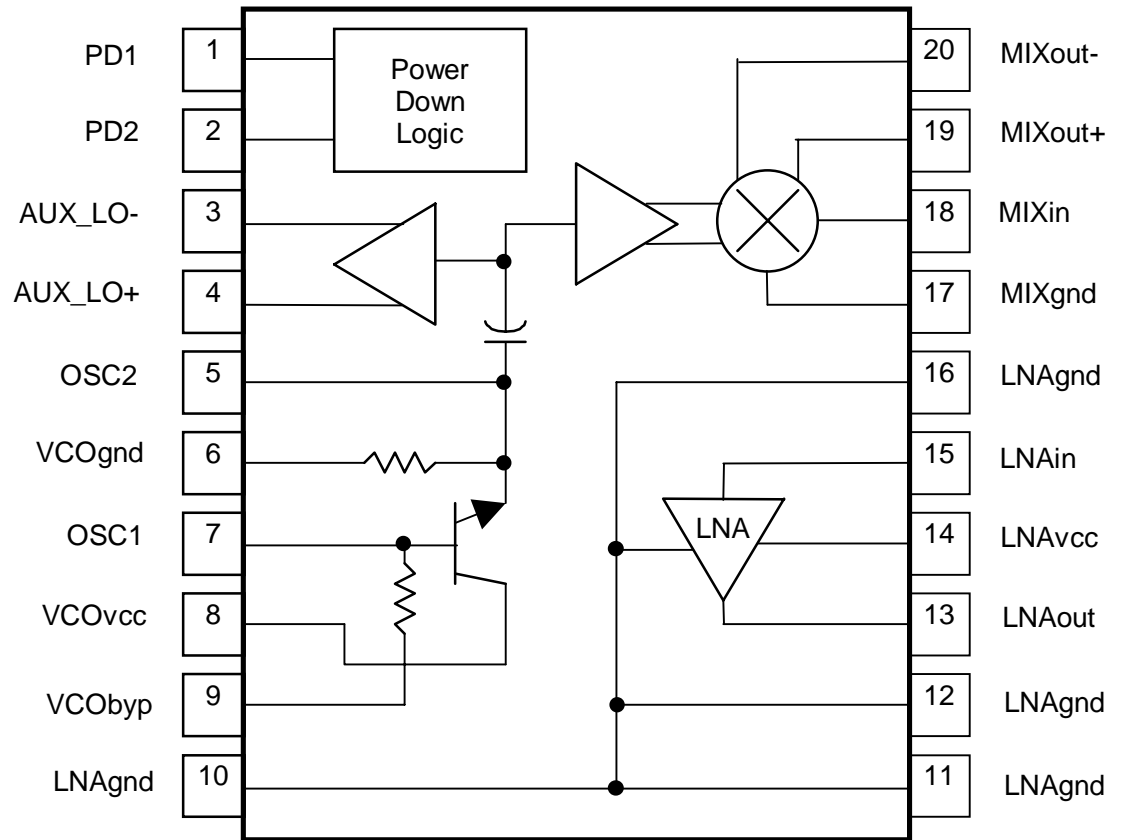 PD1 1
PD2 2
AUX_LO- 3
AUX_LO+ 4
OSC2 5
VCOgnd 6
OSC1 7
VCOvcc 8
VCObyp 9
LNAgnd 10
Power
Down
Logic
LNA
20 MIXout-
19 MIXout+
18 MIXin
17 MIXgnd
16 LNAgnd
15 LNAin
14 LNAvcc
13 LNAout
12 LNAgnd
11 LNAgnd